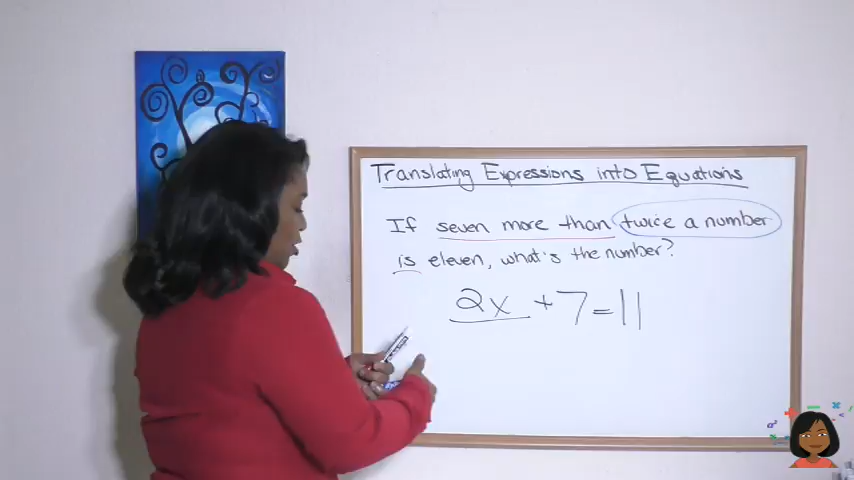 Translating Expressions into Equations
If seven more than twice a number
is eleven, what's the number?
2x + 7 = 11